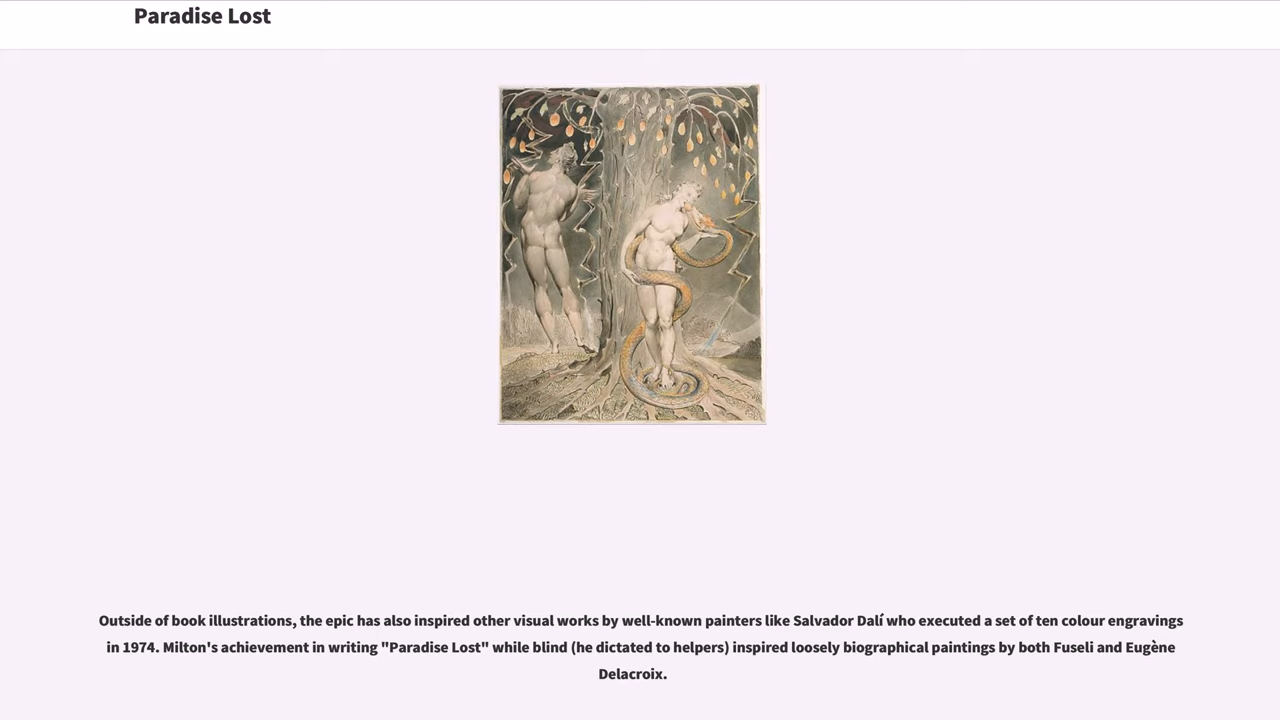 Paradise Lost
Outside of book illustrations, the epic has also inspired other visual works by well-known painters like Salvador Dalí who executed a set of ten colour engravings
in 1974. Milton's achievement in writing "Paradise Lost" while blind (he dictated to helpers) inspired loosely biographical paintings by both Fuseli and Eugène
Delacroix.